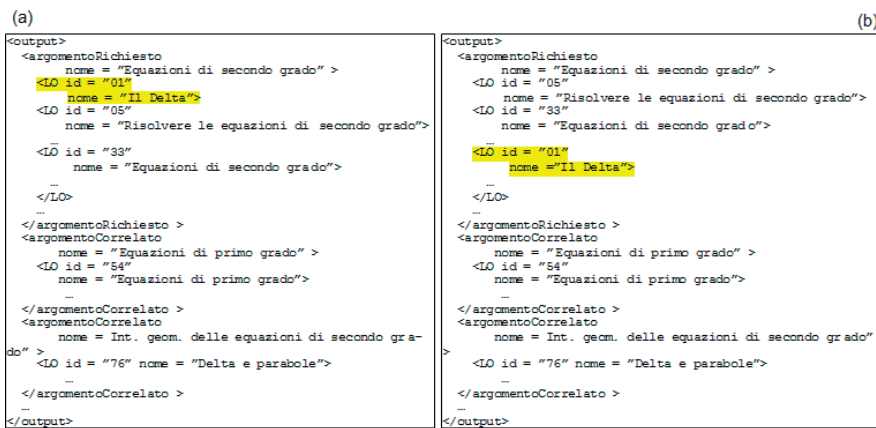 (a)
<output>
<argomentoRichiesto
nome = "Equazioni di secondo grado" >
<LO id = "01"
nome = "Il Delta">
<LO id = "05"
nome = "Risolvere le equazioni di secondo grado">
…
<LO id = "33"
nome = "Equazioni di secondo grado">
…
</LO>
…
</argomentoRichiesto >
<argomentoCorrelato
nome = "Equazioni di primo grado" >
<LO id = "54"
nome = "Equazioni di primo grado">
…
</argomentoCorrelato >
<argomentoCorrelato
nome = Int. geom. delle equazioni di secondo gra-
do" >
<LO id = "76" nome = "Delta e parabole">
…
</argomentoCorrelato >
…
</output>
(b)
<output>
<argomentoRichiesto
nome = "Equazioni di secondo grado" >
<LO id = "05"
nome = "Risolvere le equazioni di secondo grado">
<LO id = "33"
nome = "Equazioni di secondo grado">
…
<LO id = "01"
nome ="Il Delta">
…
</LO>
…
</argomentoRichiesto >
<argomentoCorrelato
nome = "Equazioni di primo grado" >
<LO id = "54"
nome = "Equazioni di primo grado">
…
</argomentoCorrelato >
<argomentoCorrelato
nome = Int. geom. delle equazioni di secondo grado"
>
<LO id = "76" nome = "Delta e parabole">
…
</argomentoCorrelato >
…
</output>